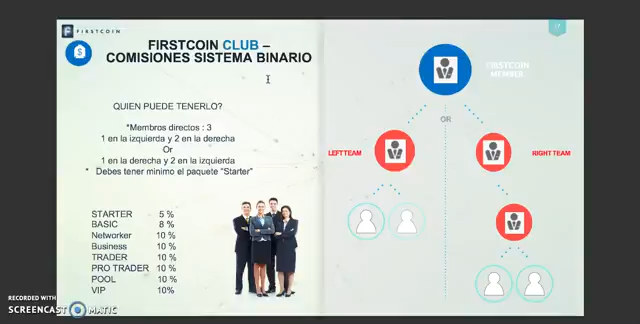 FIRSTCOIN
FIRSTCOIN CLUB –
COMISIONES SISTEMA BINARIO
QUIEN PUEDE TENERLO?
*Membros directos : 3
1 en la izquierda y 2 en la derecha
Or
1 en la derecha y 2 en la izquierda
* Debes tener minimo el paquete "Starter"
STARTER 5 %
BASIC 8 %
Networker 10 %
Business 10 %
TRADER 10 %
PRO TRADER 10 %
POOL 10 %
VIP 10%
FIRSTCOIN
MEMBER
OR
LEFT TEAM
RIGHT TEAM
RECORDED WITH
SCREENCAST MATIC